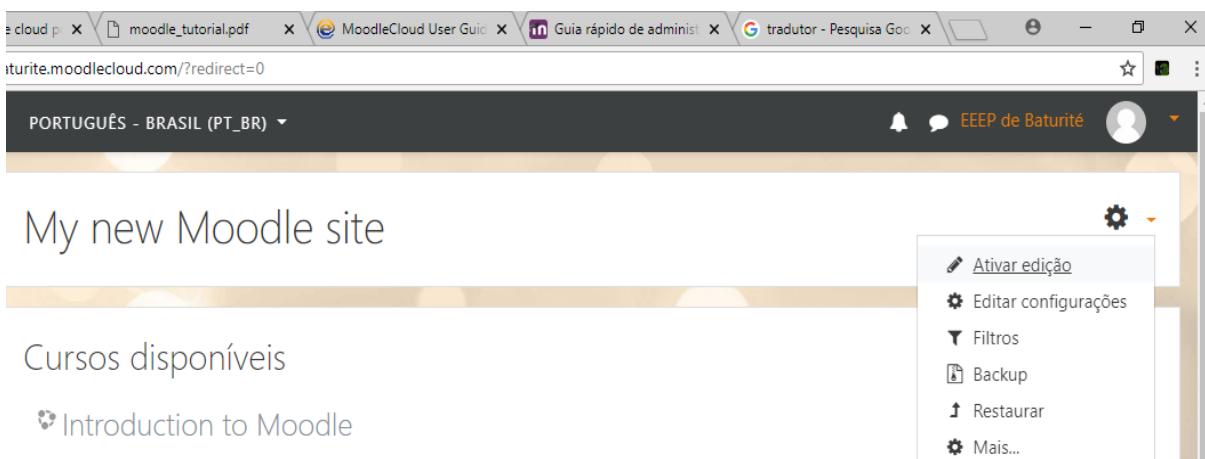 e cloud p moodle_tutorial.pdf MoodleCloud User Guid Guia rápido de administ tradutor - Pesquisa Goo
aturite.moodlecloud.com/?redirect=0
PORTUGUÊS - BRASIL (PT_BR) EEEP de Baturité
My new Moodle site
Ativar edição
Editar configurações
Filtros
Cursos disponíveis
Backup
Restaurar
Introduction to Moodle
Mais...